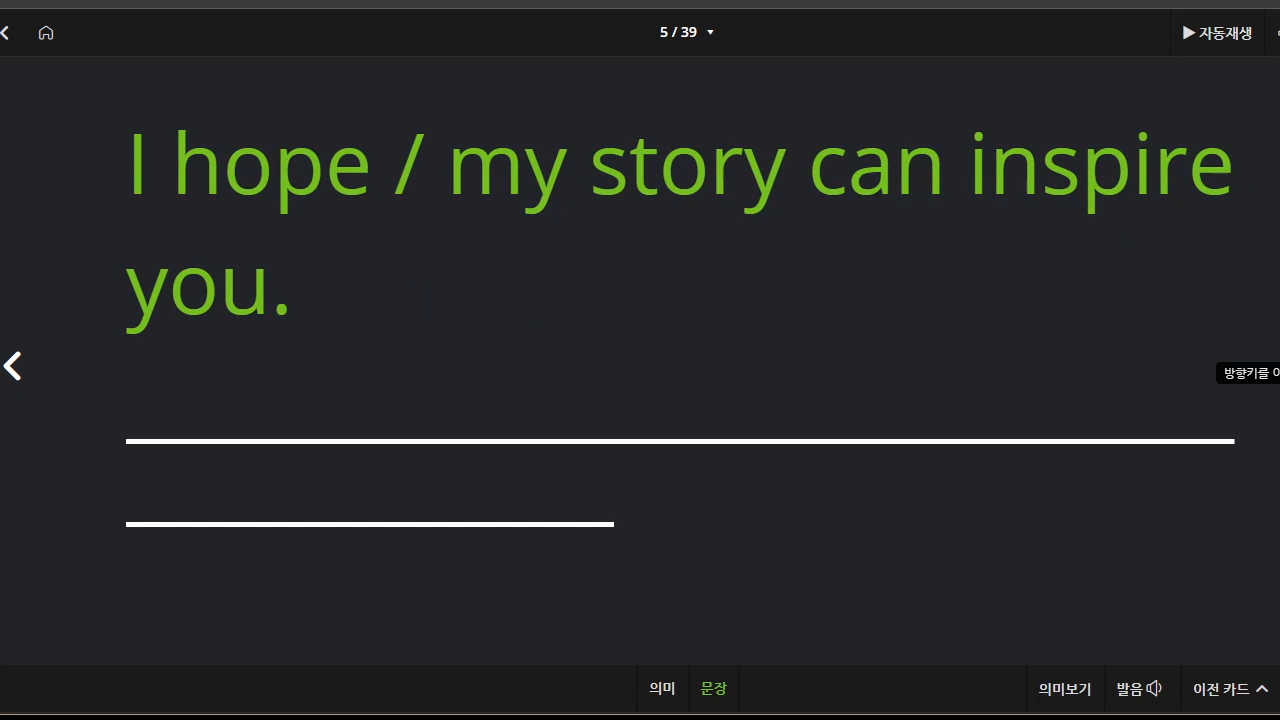 5 / 39
▶ 자동재생
I hope / my story can inspire
you.
방향키를
의미 문장 의미보기 발음 이전 카드